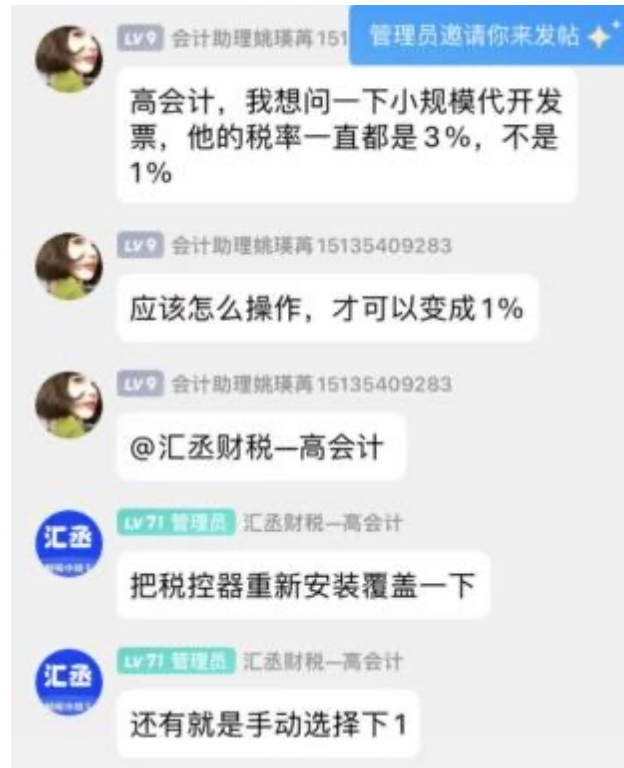 LV9 会计助理姚瑛苒151
管理员邀请你来发帖
高会计，我想问一下小规模代开发
票，他的税率一直都是3%，不是
1%
LV9 会计助理姚瑛苒15135409283
应该怎么操作，才可以变成1%
LV9 会计助理姚瑛苒15135409283
@汇丞财税—高会计
汇丞
LV71 管理员 汇丞财税—高会计
把税控器重新安装覆盖一下
汇丞
LV71 管理员 汇丞财税—高会计
还有就是手动选择下1